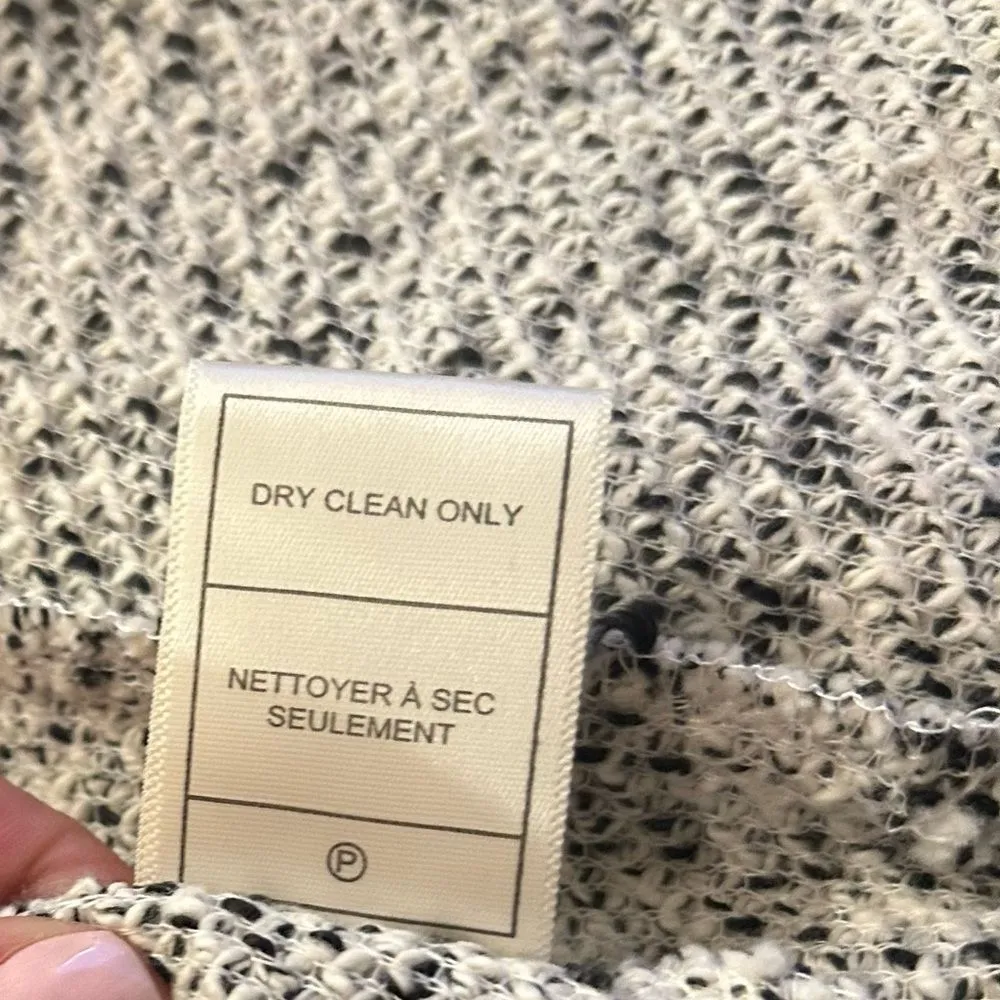 DRY CLEAN ONLY
NETTOYER À SEC
SEULEMENT
Ⓟ